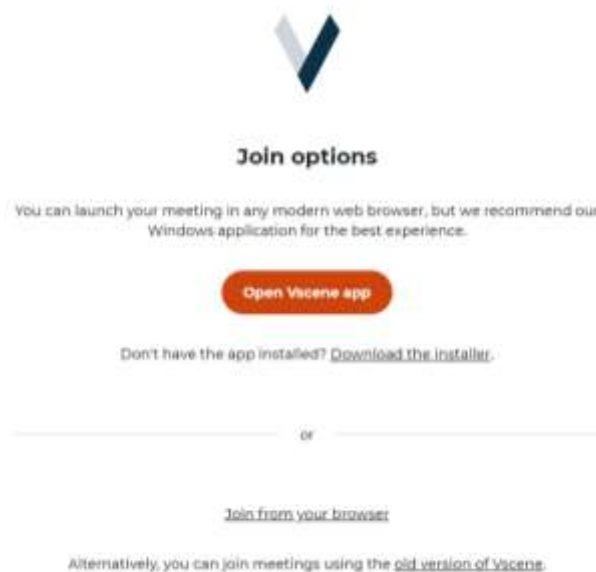 Join options
You can launch your meeting in any modern web browser, but we recommend our
Windows application for the best experience.
Open Vscene app
Don't have the app installed? Download the installer.
or
Join from your browser
Alternatively, you can join meetings using the old version of Vscene.